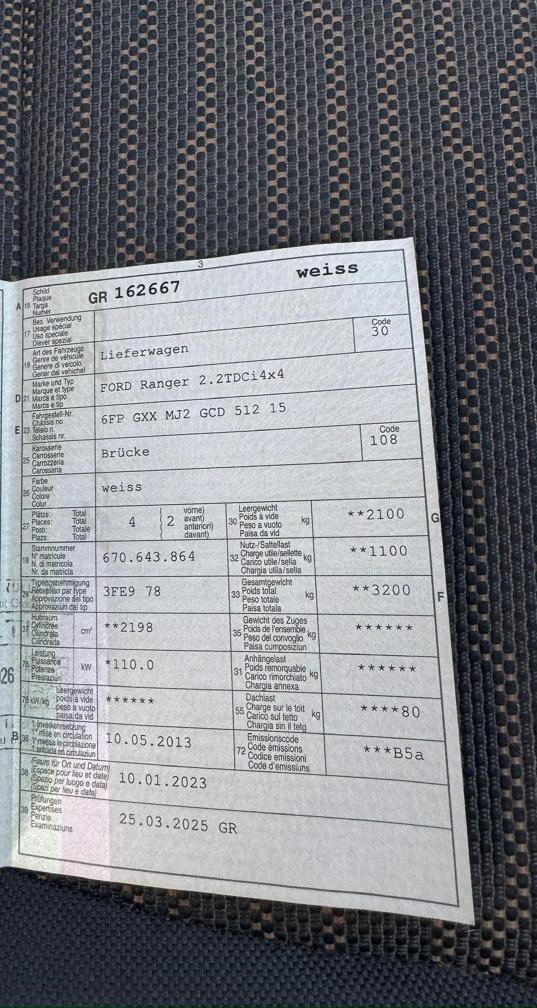 3
A 15 Schild Plaque Targa Numer GR 162667 weiss
17 Bes. Verwendung
Usage spécial
Uso speciale
Diever spezial
19 Art des Fahrzeugs
Genre de véhicule
Genere di veicolo
Gener dal vehichel
Lieferwagen
Code
30
D 21 Marke und Typ
Marque et type
Marca e tipo
Marca e tip
FORD Ranger 2.2TDCi4x4
E 23 Fahrgestell-Nr.
Châssis no
Telaio n.
Schassis nr.
6FP GXX MJ2 GCD 512 15
25 Karosserie
Carrosserie
Carrozzeria
Carossaria
Brücke
Code
108
26 Farbe
Couleur
Colore
Colur
weiss
27 Plätze: Total
Places: Total
Posti: Totale
Plazs: Total
4
2
vorne)
avant)
anterion)
davant)
30 Leergewicht
Poids à vide
Peso a vuoto
Paisa da vid
kg
**2100
G
18 Stammnummer
N° matricule
N. di matricola
Nr. da matricla
670.643.864
32 Nutz-/Sattellast
Charge utile/sellette
Carico utile/sella
Chargia utila/sella
kg
**1100
24 Typengenehmigung
Réception par type
Approvazione del tipo
Approvaziun dal tip
3FE9 78
33 Gesamtgewicht
Poids total
Peso totale
Paisa totala
kg
**3200
F
37 Hubraum
Cylindrée
Cilindrata
Cilindrada
cm³
**2198
35 Gewicht des Zuges
Poids de l'ensemble
Peso del convoglio
Paisa cumposiziun
kg
******
76 Leistung
Puissance
Potenza
Prestaziun
kW
*110.0
31 Anhängelast
Poids remorquable
Carico rimorchiato
Chargia annexa
kg
******
26
78 kW/kg
Leergewicht
poids à vide
peso a vuoto
paisa da vid
******
55 Dachlast
Charge sur le toit
Carico sul tetto
Chargia sin il tetg
kg
****80
B 36 1. Inverkehrsetzung
1re mise en circulation
1a messa in circolazione
1. entrada en circulaziun
10.05.2013
72 Emissionscode
Code émissions
Codice emissioni
Code d'emissiuns
***B5a
38 (Raum für Ort und Datum)
(Espace pour lieu et date)
(Spazio per luogo e data)
(Spazi per lieu e data)
10.01.2023
39 Prüfungen
Expertises
Perizie
Examinaziuns
25.03.2025 GR